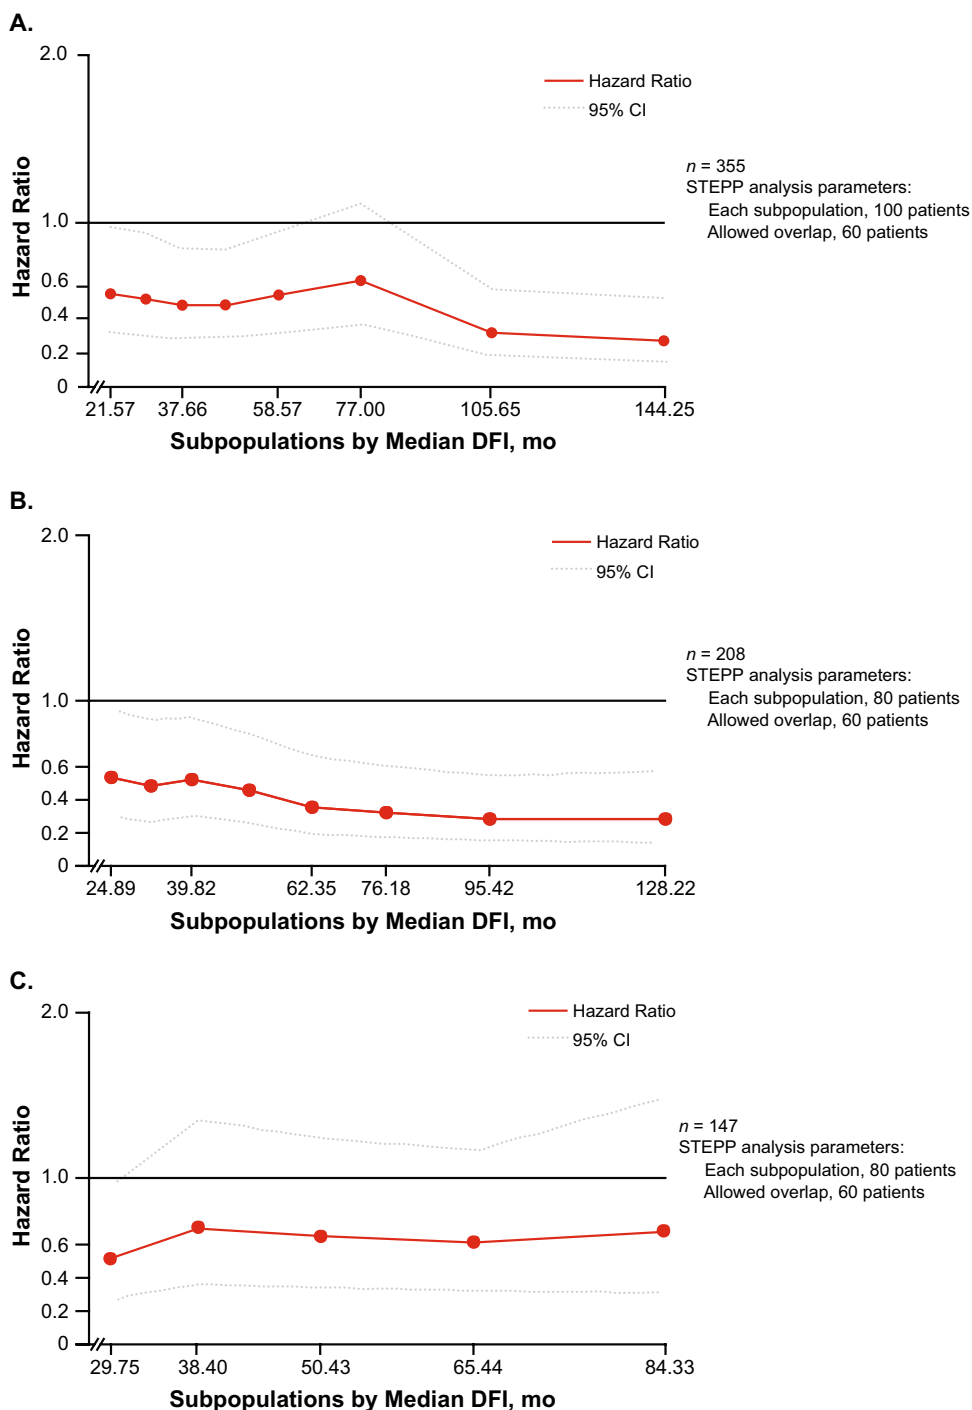 A.
2.0
Hazard Ratio
95% CI
n = 355
STEPP analysis parameters:
Each subpopulation, 100 patients
Allowed overlap, 60 patients
1.0
0.6
0.4
0.2
0
Hazard Ratio
21.57 37.66 58.57 77.00 105.65 144.25
Subpopulations by Median DFI, mo
B.
2.0
Hazard Ratio
95% CI
n = 208
STEPP analysis parameters:
Each subpopulation, 80 patients
Allowed overlap, 60 patients
1.0
0.6
0.4
0.2
0
Hazard Ratio
24.89 39.82 62.35 76.18 95.42 128.22
Subpopulations by Median DFI, mo
C.
2.0
Hazard Ratio
95% CI
n = 147
STEPP analysis parameters:
Each subpopulation, 80 patients
Allowed overlap, 60 patients
1.0
0.6
0.4
0.2
0
Hazard Ratio
29.75 38.40 50.43 65.44 84.33
Subpopulations by Median DFI, mo